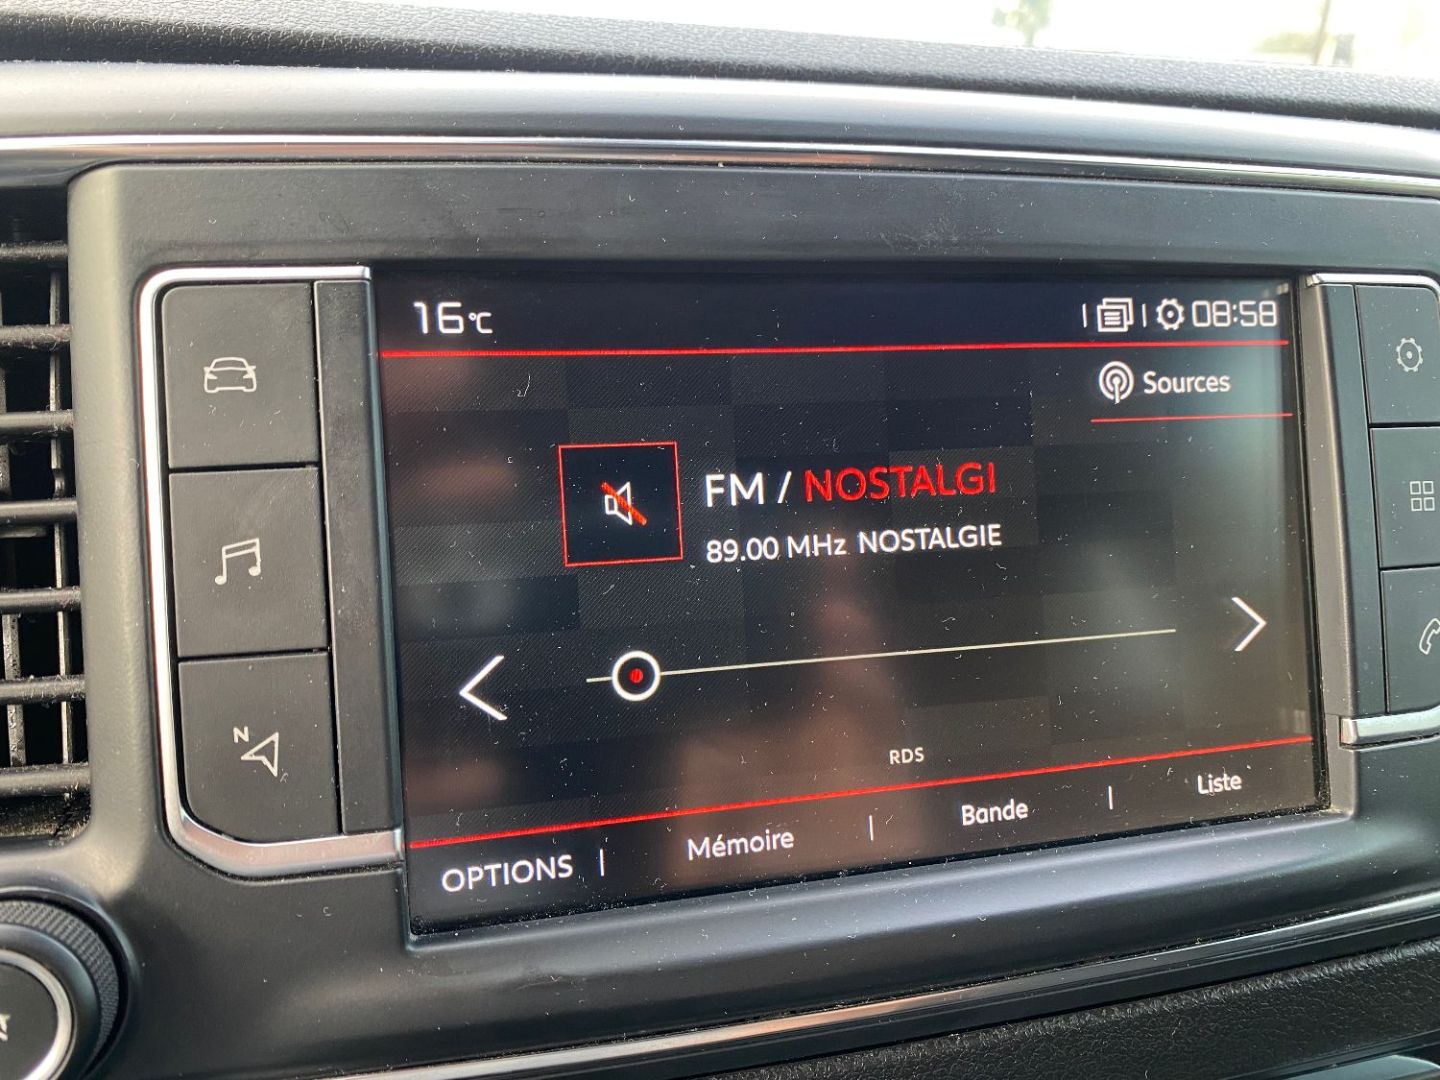 16°C 08:58
Sources
FM / NOSTALGI
89.00 MHz NOSTALGIE
RDS
OPTIONS | Mémoire | Bande | Liste
N